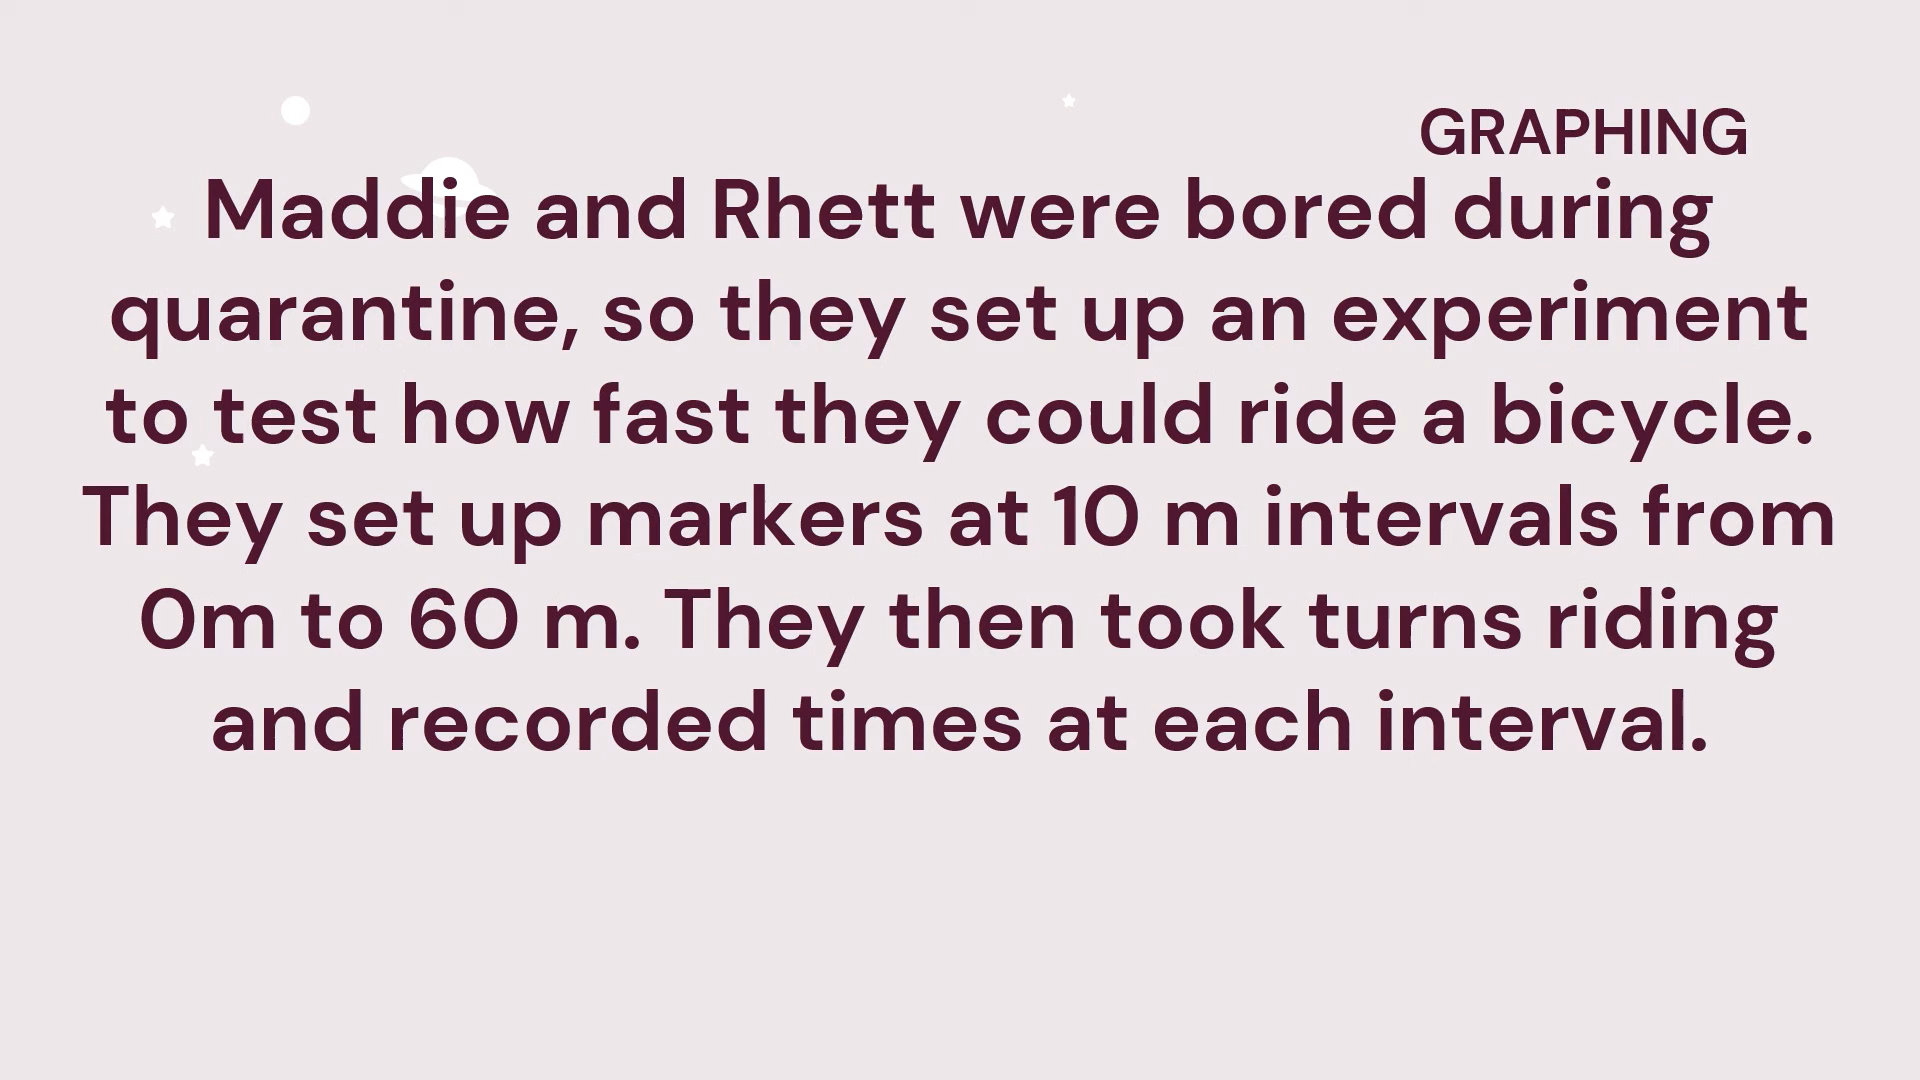 GRAPHING
Maddie and Rhett were bored during
quarantine, so they set up an experiment
to test how fast they could ride a bicycle.
They set up markers at 10 m intervals from
0m to 60 m. They then took turns riding
and recorded times at each interval.